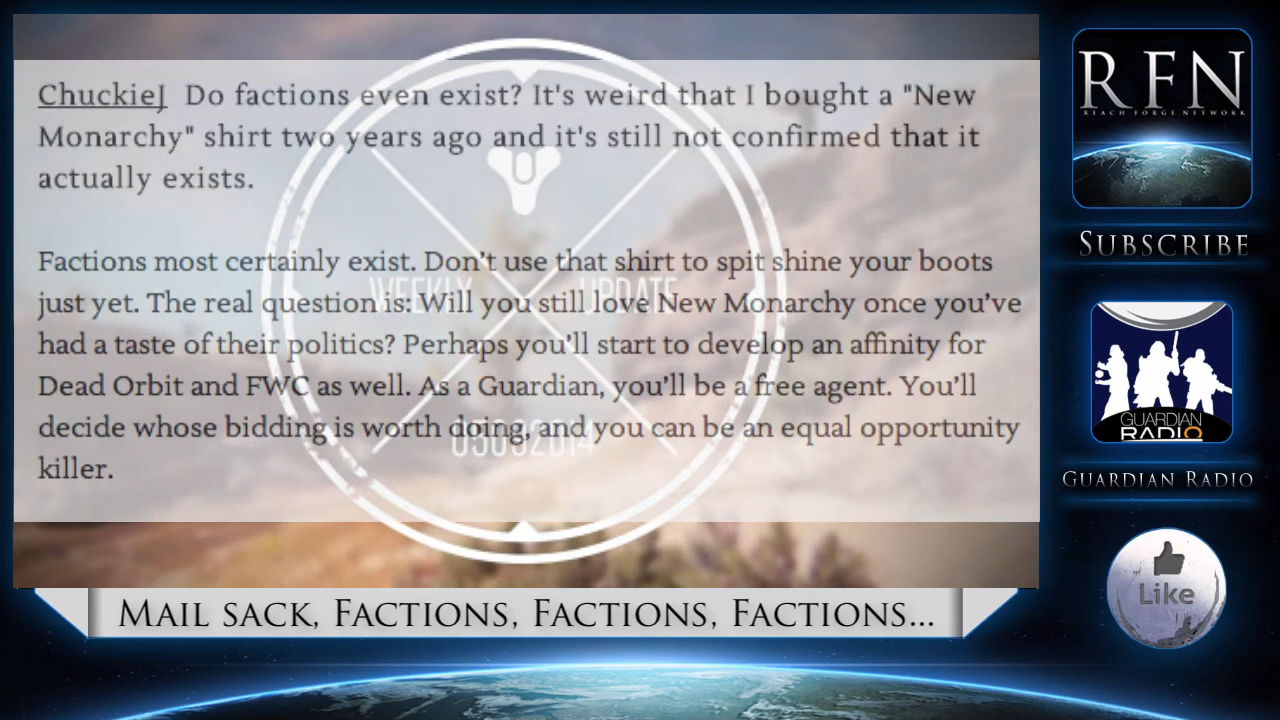 ChuckieJ Do factions even exist? It's weird that I bought a "New
Monarchy" shirt two years ago and it's still not confirmed that it
actually exists.
Factions most certainly exist. Don't use that shirt to spit shine your boots
just yet. The real question is: Will you still love New Monarchy once you've
had a taste of their politics? Perhaps you'll start to develop an affinity for
Dead Orbit and FWC as well. As a Guardian, you'll be a free agent. You'll
decide whose bidding is worth doing, and you can be an equal opportunity
killer.
WEEKLY UPDATE
05092014
MAIL SACK, FACTIONS, FACTIONS, FACTIONS...
RFN
REACH FORGE NETWORK
SUBSCRIBE
GUARDIAN
RADIO
GUARDIAN RADIO
Like